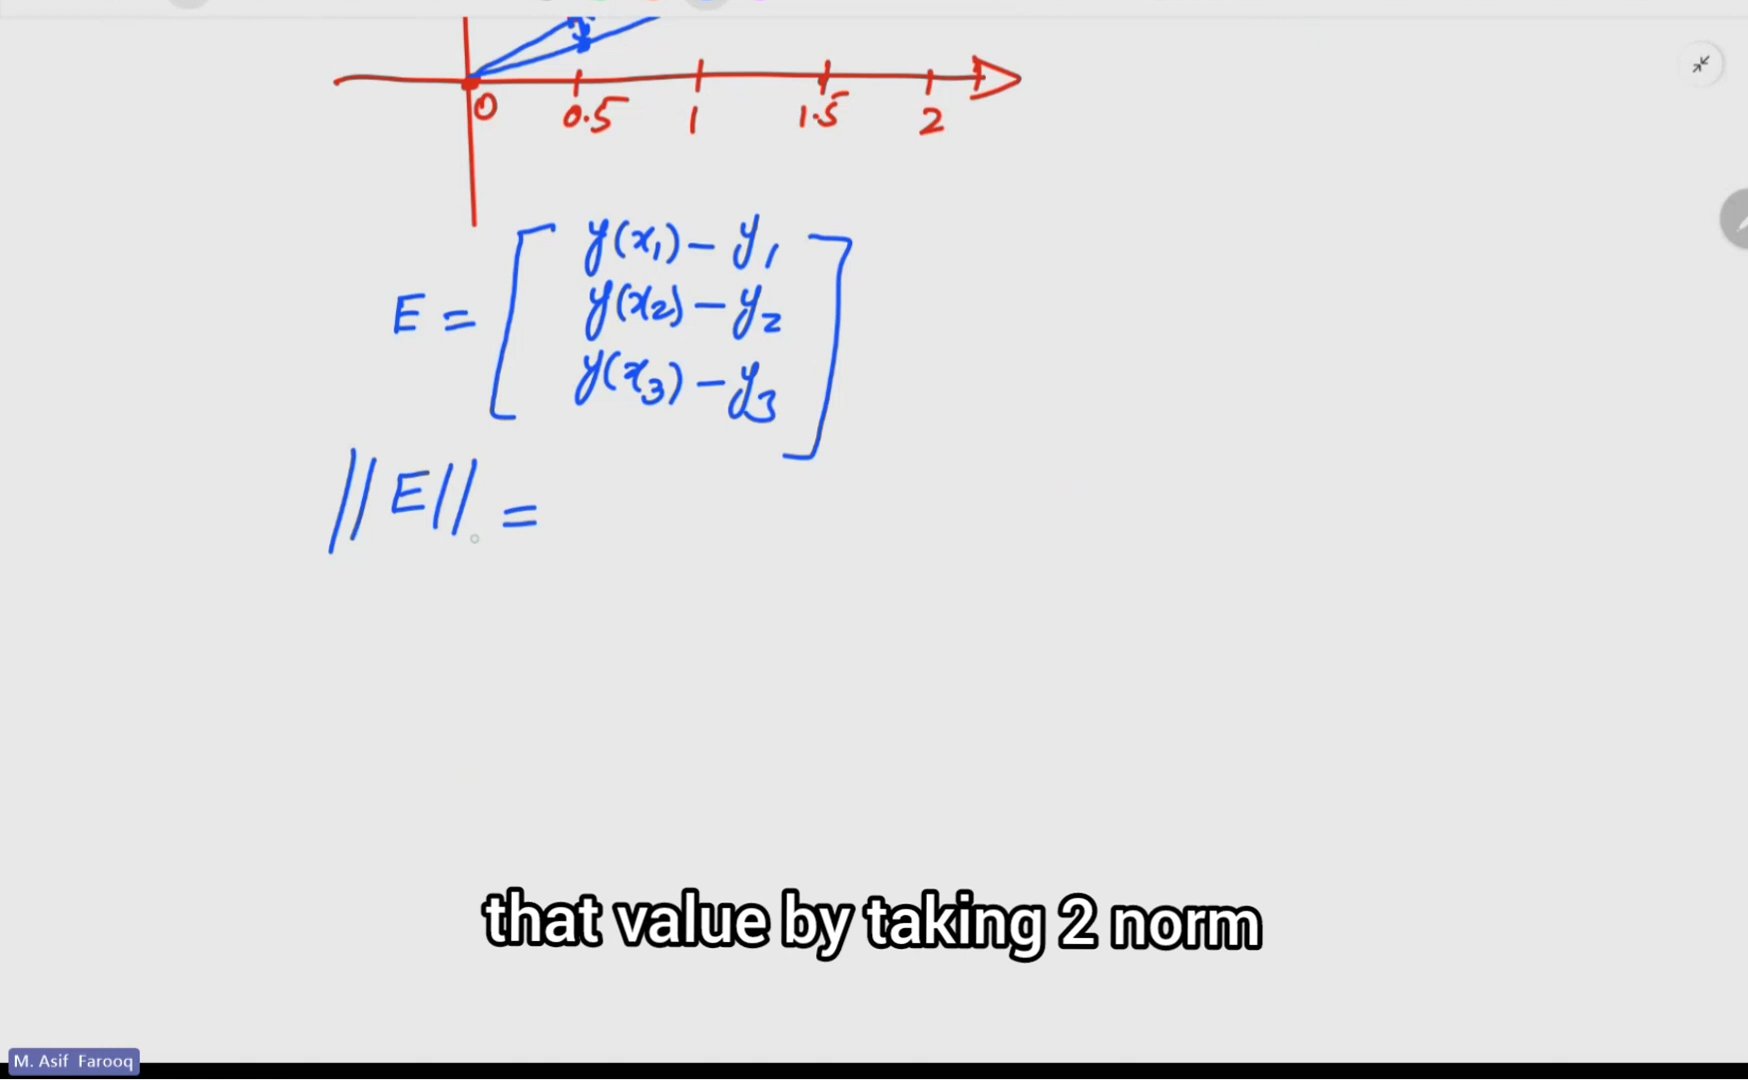 0 0.5 1 1.5 2
y(x₁) – y₁
E = y(x₂) – y₂
y(x₃) – y₃
||E|| =
that value by taking 2 norm
M. Asif Farooq